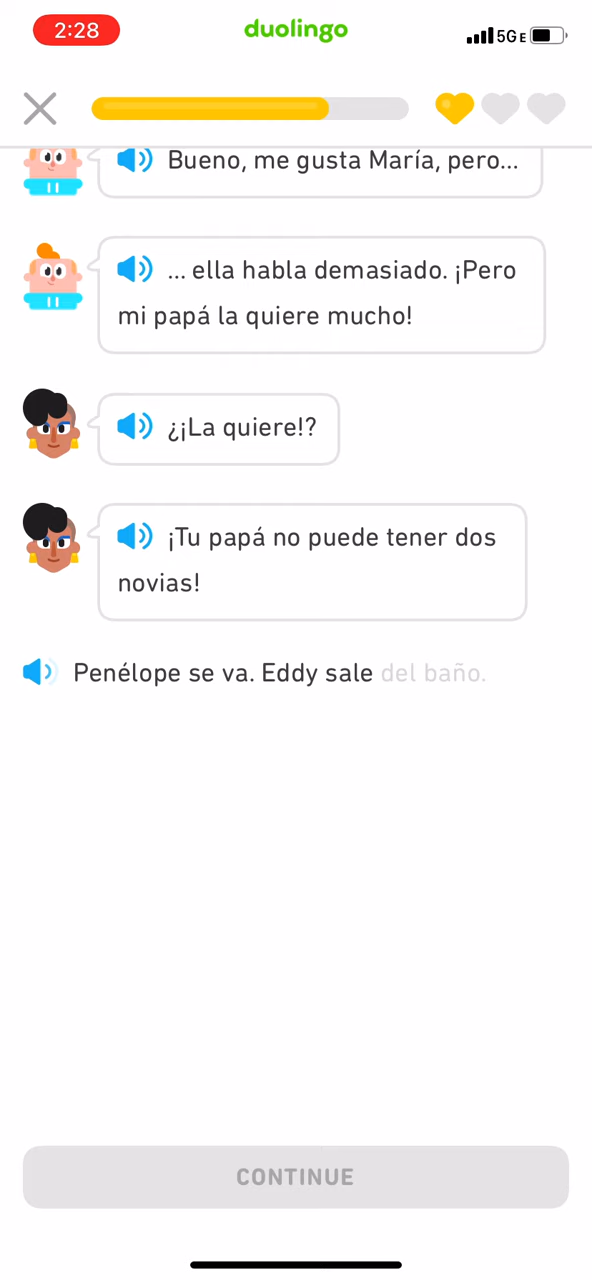 2:28
duolingo
5GE
Bueno, me gusta María, pero...
... ella habla demasiado. ¡Pero
mi papá la quiere mucho!
¿¡La quiere!?
¡Tu papá no puede tener dos
novias!
Penélope se va. Eddy sale del baño.
CONTINUE